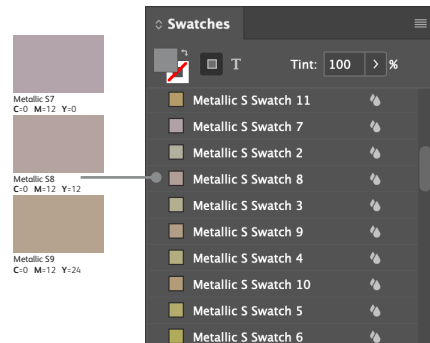 Swatches
T
Tint: 100 > %
Metallic S7
C=0 M=12 Y=0
Metallic S8
C=0 M=12 Y=12
Metallic S9
C=0 M=12 Y=24
Metallic S Swatch 11
Metallic S Swatch 7
Metallic S Swatch 2
Metallic S Swatch 8
Metallic S Swatch 3
Metallic S Swatch 9
Metallic S Swatch 4
Metallic S Swatch 10
Metallic S Swatch 5
Metallic S Swatch 6